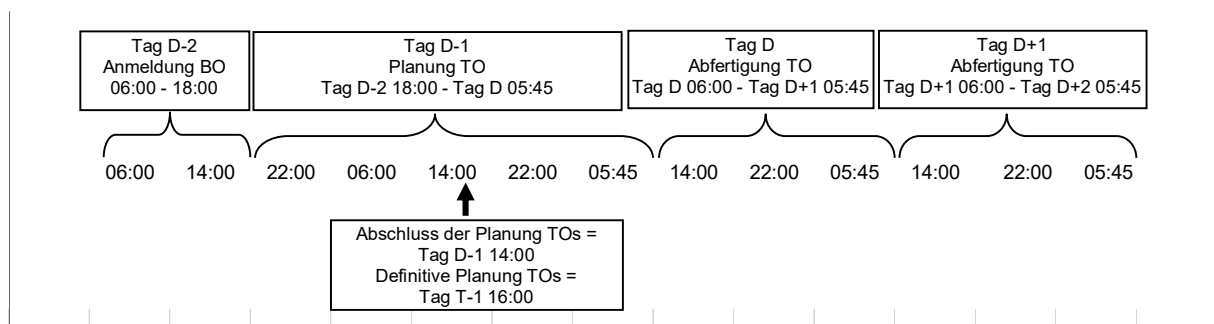 Tag D-2
Anmeldung BO
06:00 - 18:00
Tag D-1
Planung TO
Tag D-2 18:00 - Tag D 05:45
Tag D
Abfertigung TO
Tag D 06:00 - Tag D+1 05:45
Tag D+1
Abfertigung TO
Tag D+1 06:00 - Tag D+2 05:45
06:00 14:00 22:00 06:00 14:00 22:00 05:45 14:00 22:00 05:45 14:00 22:00 05:45
Abschluss der Planung TOs =
Tag D-1 14:00
Definitive Planung TOs =
Tag T-1 16:00